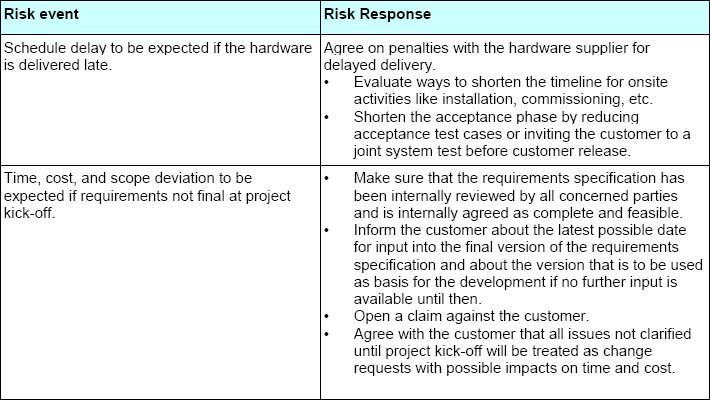 Risk event
Risk Response
Schedule delay to be expected if the hardware
is delivered late.
Agree on penalties with the hardware supplier for
delayed delivery.
• Evaluate ways to shorten the timeline for onsite
activities like installation, commissioning, etc.
• Shorten the acceptance phase by reducing
acceptance test cases or inviting the customer to a
joint system test before customer release.
Time, cost, and scope deviation to be
expected if requirements not final at project
kick-off.
• Make sure that the requirements specification has
been internally reviewed by all concerned parties
and is internally agreed as complete and feasible.
• Inform the customer about the latest possible date
for input into the final version of the requirements
specification and about the version that is to be used
as basis for the development if no further input is
available until then.
• Open a claim against the customer.
• Agree with the customer that all issues not clarified
until project kick-off will be treated as change
requests with possible impacts on time and cost.